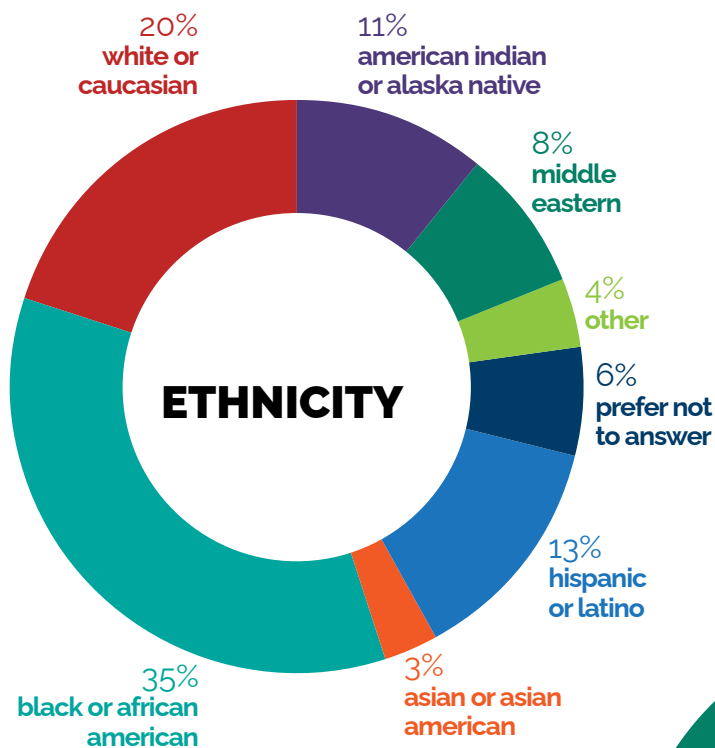 20%
white or
caucasian
11%
american indian
or alaska native
8%
middle
eastern
4%
other
6%
prefer not
to answer
ETHNICITY
13%
hispanic
or latino
3%
asian or asian
american
35%
black or african
american